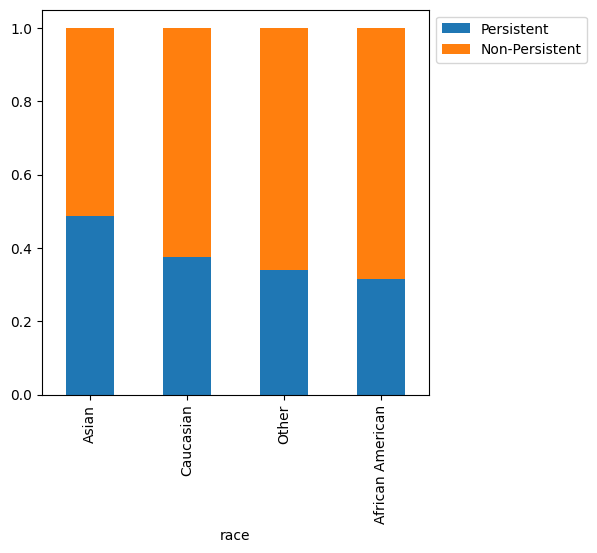 1.0
0.8
0.6
0.4
0.2
0.0
Asian
Caucasian
Other
African American
race
Persistent
Non-Persistent